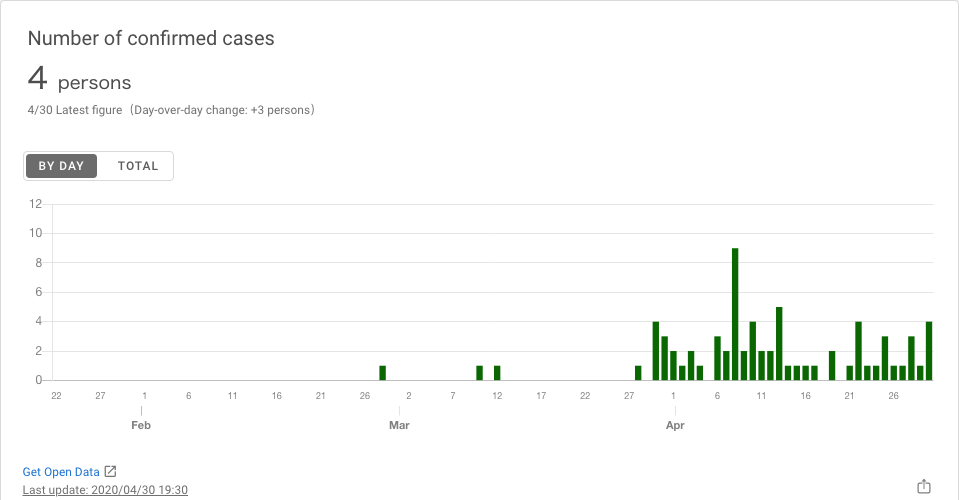 Number of confirmed cases
4 persons
4/30 Latest figure（Day-over-day change: +3 persons）
BY DAY TOTAL
12
10
8
6
4
2
0
22 27 1 6 11 16 21 26 2 7 12 17 22 27 1 6 11 16 21 26
Feb Mar Apr
Get Open Data
Last update: 2020/04/30 19:30